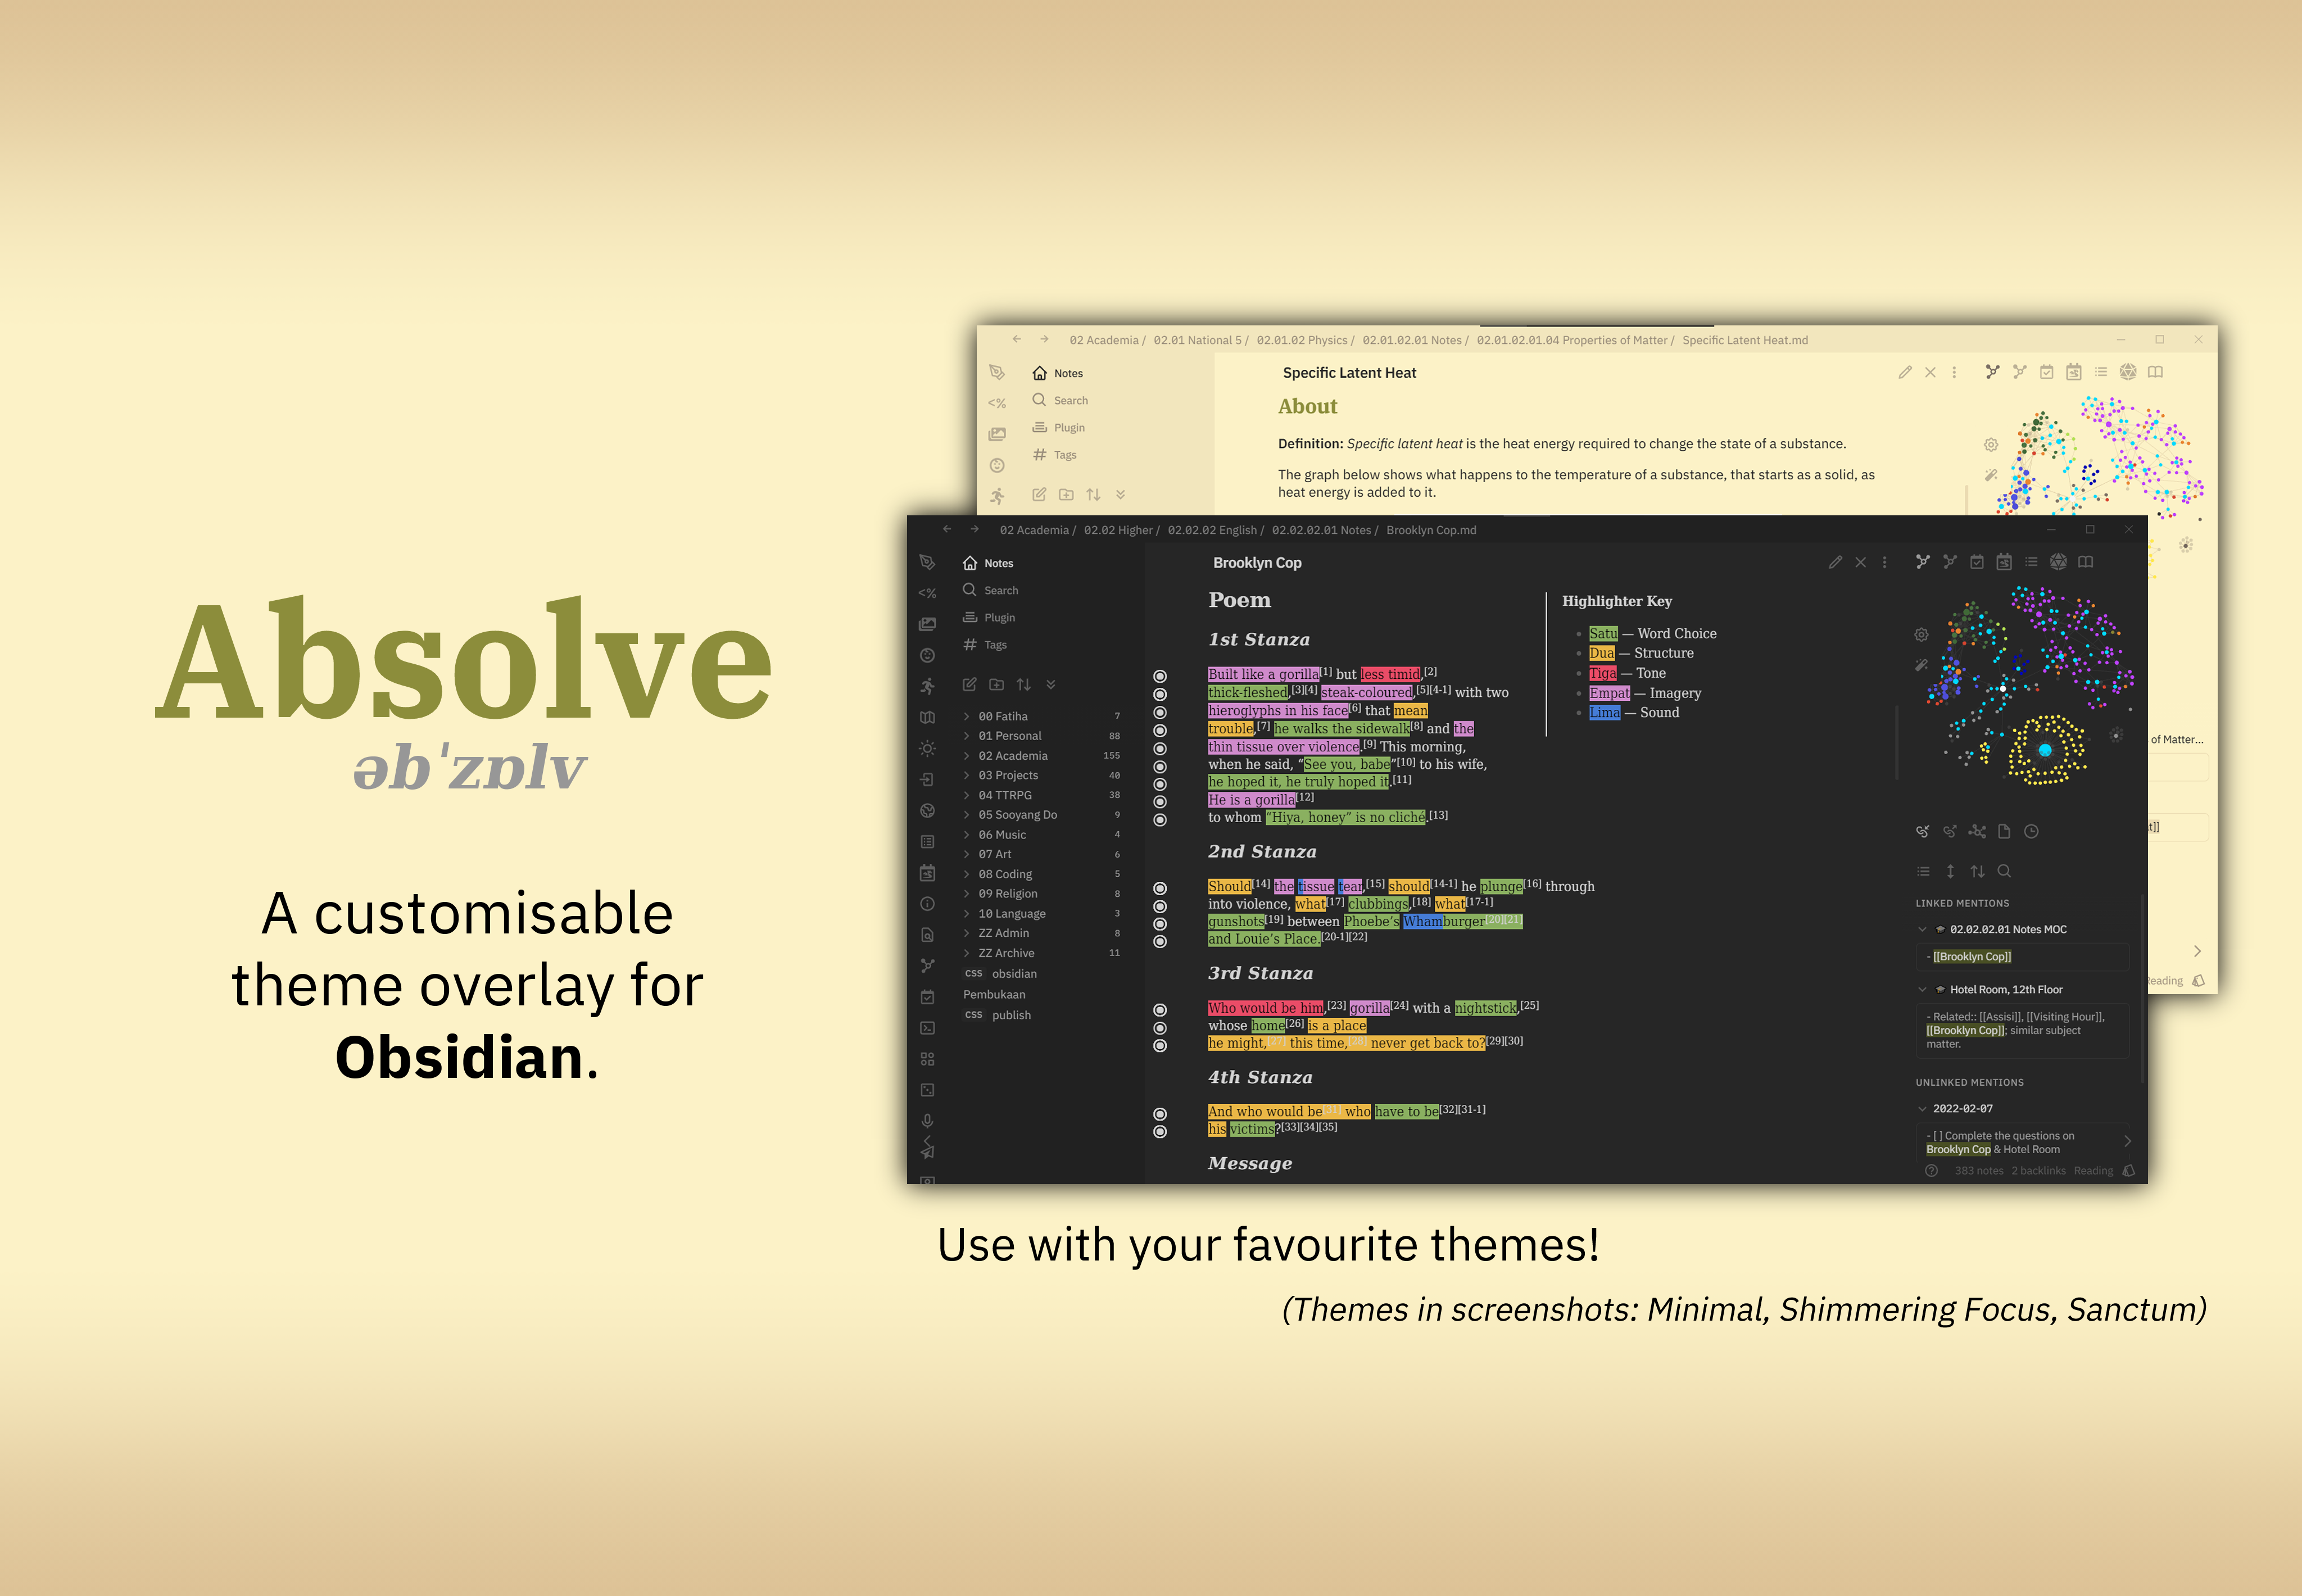 Absolve
əbˈzɒlv
A customisable
theme overlay for
Obsidian.
02 Academia / 02.01 National 5 / 02.01.02 Physics / 02.01.02.01 Notes / 02.01.02.01.04 Properties of Matter / Specific Latent Heat.md
Notes
Search
Plugin
Tags
<%
Specific Latent Heat
About
Definition: Specific latent heat is the heat energy required to change the state of a substance.
The graph below shows what happens to the temperature of a substance, that starts as a solid, as
heat energy is added to it.
of Matter...
t]]
Reading
02 Academia / 02.02 Higher / 02.02.02 English / 02.02.02.01 Notes / Brooklyn Cop.md
Notes
Search
Plugin
Tags
<%
00 Fatiha 7
01 Personal 88
02 Academia 155
03 Projects 40
04 TTRPG 38
05 Sooyang Do 9
06 Music 4
07 Art 6
08 Coding 5
09 Religion 8
10 Language 3
ZZ Admin 8
ZZ Archive 11
CSS obsidian
Pembukaan
CSS publish
Brooklyn Cop
Poem
1st Stanza
Built like a gorilla[1] but less timid,[2]
thick-fleshed,[3][4] steak-coloured,[5][4-1] with two
hieroglyphs in his face[6] that mean
trouble,[7] he walks the sidewalk[8] and the
thin tissue over violence.[9] This morning,
when he said, “See you, babe”[10] to his wife,
he hoped it, he truly hoped it.[11]
He is a gorilla[12]
to whom “Hiya, honey” is no cliché.[13]
2nd Stanza
Should[14] the tissue tear,[15] should[14-1] he plunge[16] through
into violence, what[17] clubbings,[18] what[17-1]
gunshots[19] between Phoebe’s Whamburger[20][21]
and Louie’s Place.[20-1][22]
3rd Stanza
Who would be him,[23] gorilla[24] with a nightstick,[25]
whose home[26] is a place
he might,[27] this time,[28] never get back to?[29][30]
4th Stanza
And who would be[31] who have to be[32][31-1]
his victims?[33][34][35]
Message
Highlighter Key
Satu — Word Choice
Dua — Structure
Tiga — Tone
Empat — Imagery
Lima — Sound
LINKED MENTIONS
02.02.02.01 Notes MOC
- [[Brooklyn Cop]]
Hotel Room, 12th Floor
- Related:: [[Assisi]], [[Visiting Hour]],
[[Brooklyn Cop]]; similar subject
matter.
UNLINKED MENTIONS
2022-02-07
- [ ] Complete the questions on
Brooklyn Cop & Hotel Room
383 notes 2 backlinks Reading
Use with your favourite themes!
(Themes in screenshots: Minimal, Shimmering Focus, Sanctum)